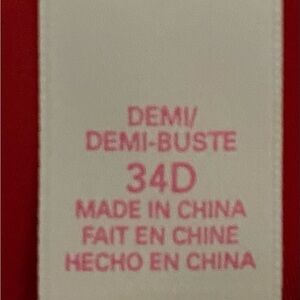 DEMI/
DEMI-BUSTE
34D
MADE IN CHINA
FAIT EN CHINE
HECHO EN CHINA